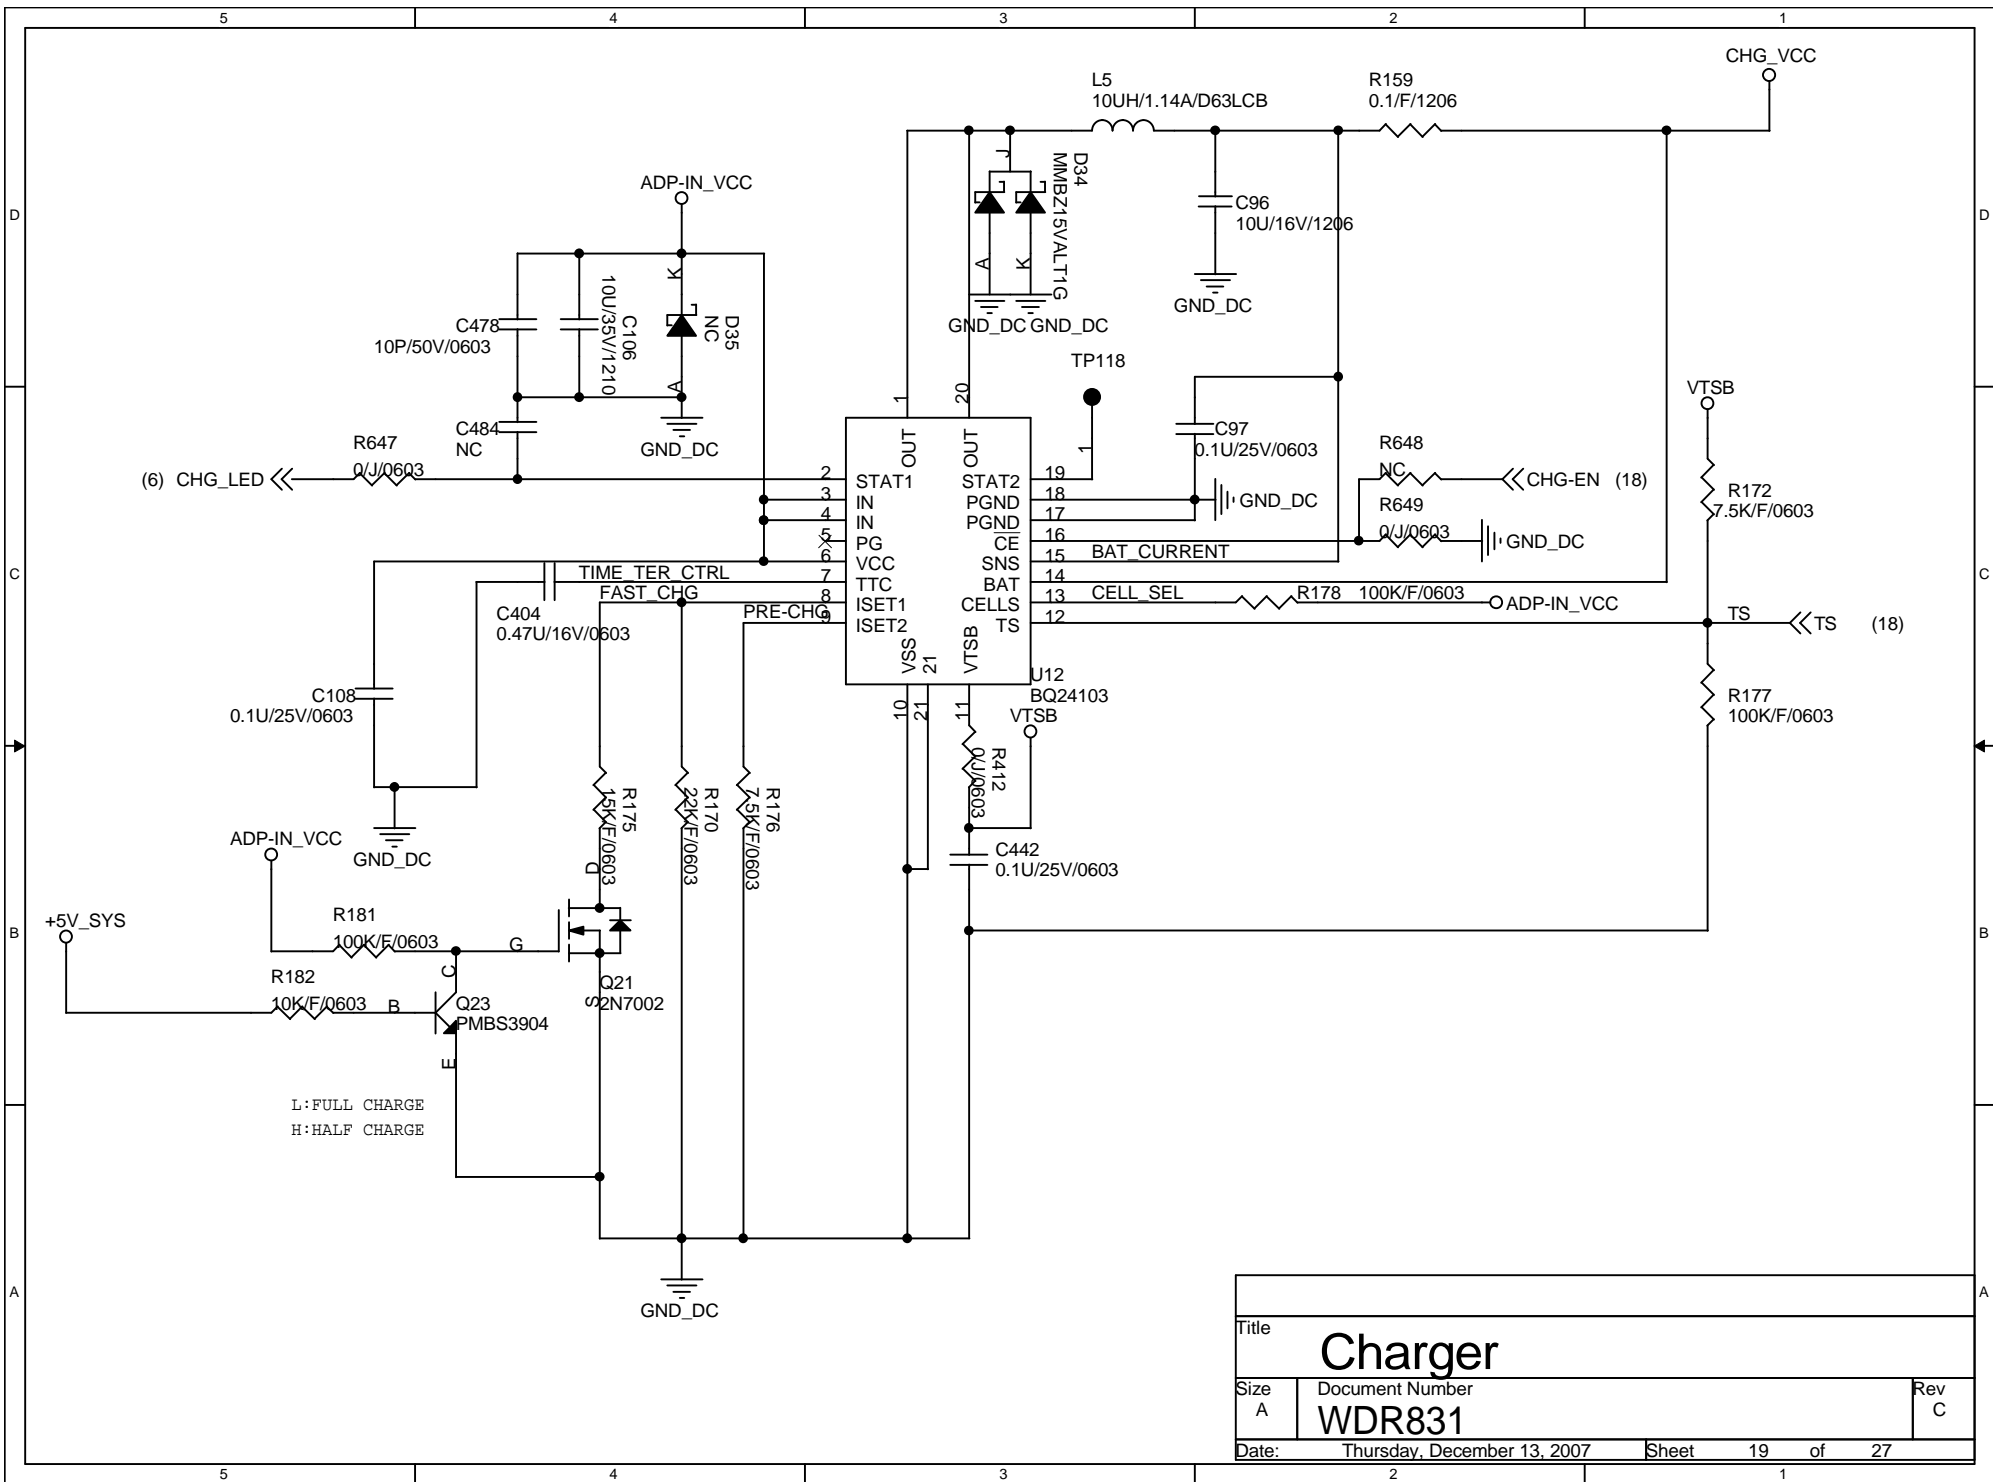 5 4 3 2 1
D
C
B
A
D
C
B
A
CHG_VCC
L5
10UH/1.14A/D63LCB
R159
0.1/F/1206
ADP-IN_VCC
J
D34
MMBZ15VALT1G
A
K
GND_DC
GND_DC
C96
10U/16V/1206
GND_DC
C478
10P/50V/0603
C106
10U/35V/1210
K
D35
NC
A
GND_DC
C484
NC
R647
0/J/0603
(6) CHG_LED
TP118
1
C97
0.1U/25V/0603
GND_DC
R648
NC
CHG-EN (18)
R649
0/J/0603
GND_DC
VTSB
R172
7.5K/F/0603
1
20
OUT
OUT
2 STAT1
3 IN
4 IN
5 PG
6 VCC
7 TTC
8 ISET1
9 ISET2
STAT2 19
PGND 18
PGND 17
CE 16
SNS 15
BAT 14
CELLS 13
TS 12
VSS
21
VTSB
10
21
11
U12
BQ24103
BAT_CURRENT
CELL_SEL
R178 100K/F/0603
ADP-IN_VCC
TS
TS (18)
TIME_TER_CTRL
FAST_CHG
PRE-CHG
C404
0.47U/16V/0603
C108
0.1U/25V/0603
GND_DC
R177
100K/F/0603
VTSB
R412
0/J/0603
C442
0.1U/25V/0603
R175
15K/F/0603
R170
22K/F/0603
R176
7.5K/F/0603
ADP-IN_VCC
+5V_SYS
R181
100K/F/0603
R182
10K/F/0603
B
C
E
Q23
PMBS3904
G
D
S
Q21
2N7002
L:FULL CHARGE
H:HALF CHARGE
GND_DC
Title
Charger
Size
A
Document Number
WDR831
Rev
C
Date: Thursday, December 13, 2007 Sheet 19 of 27
5 4 3 2 1